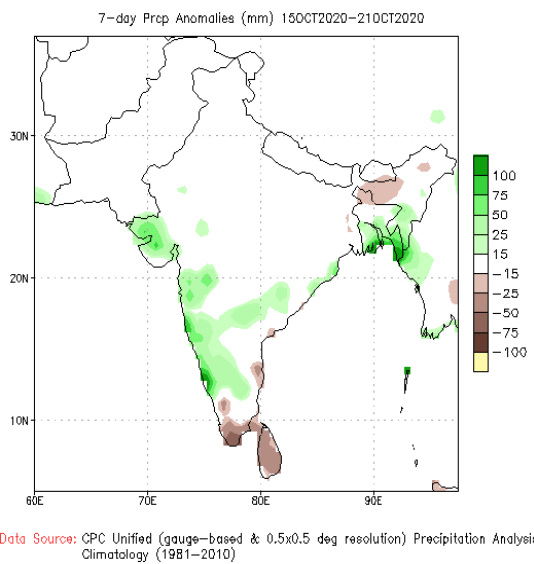 7-day Prcp Anomalies (mm) 15OCT2020-21OCT2020
30N
20N
10N
60E
70E
80E
90E
100
75
50
25
15
-15
-25
-50
-75
-100
Data Source: CPC Unified (gauge-based & 0.5x0.5 deg resolution) Precipitation Analysis
Climatology (1981-2010)